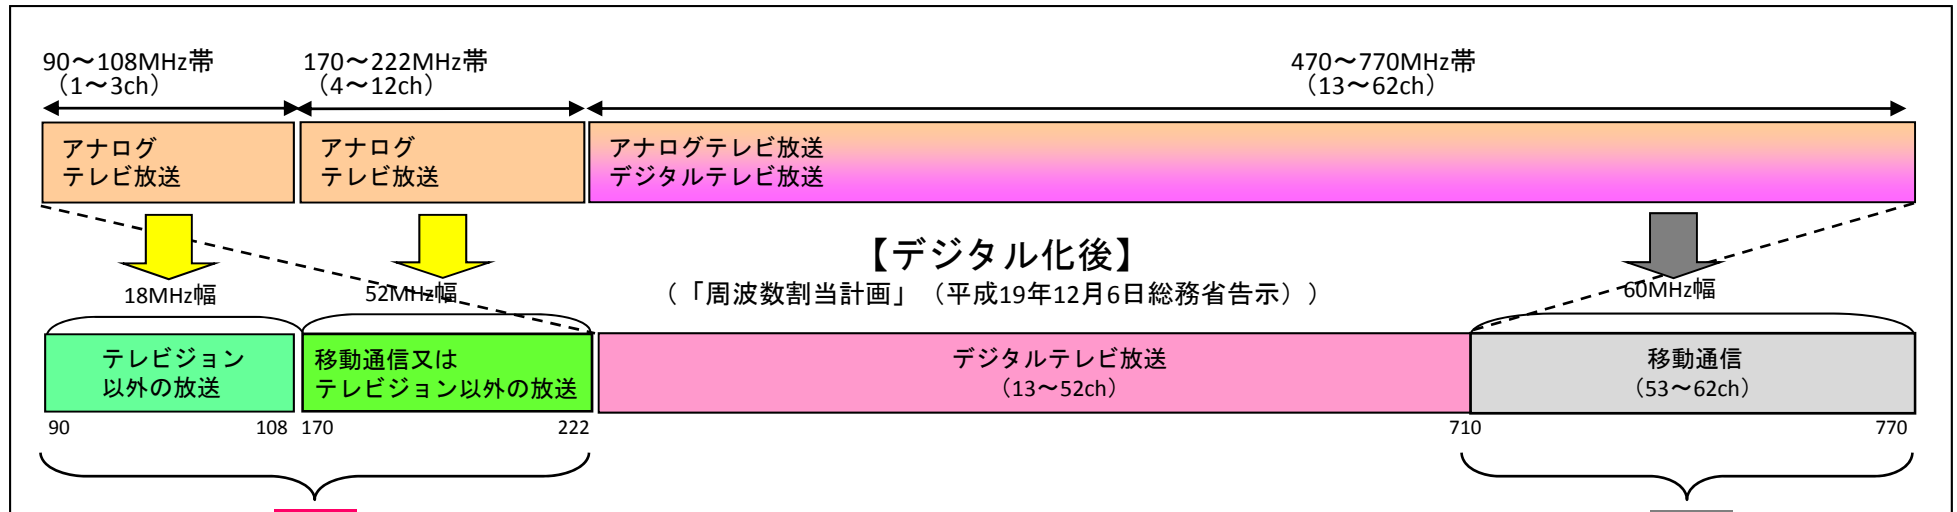 90～108MHz帯
（1～3ch）
170～222MHz帯
（4～12ch）
470～770MHz帯
（13～62ch）
アナログ
テレビ放送
アナログ
テレビ放送
アナログテレビ放送
デジタルテレビ放送
【デジタル化後】
（「周波数割当計画」（平成19年12月6日総務省告示））
18MHz幅
52MHz幅
60MHz幅
テレビジョン
以外の放送
移動通信又は
テレビジョン以外の放送
デジタルテレビ放送
（13～52ch）
移動通信
（53～62ch）
90
108
170
222
710
770